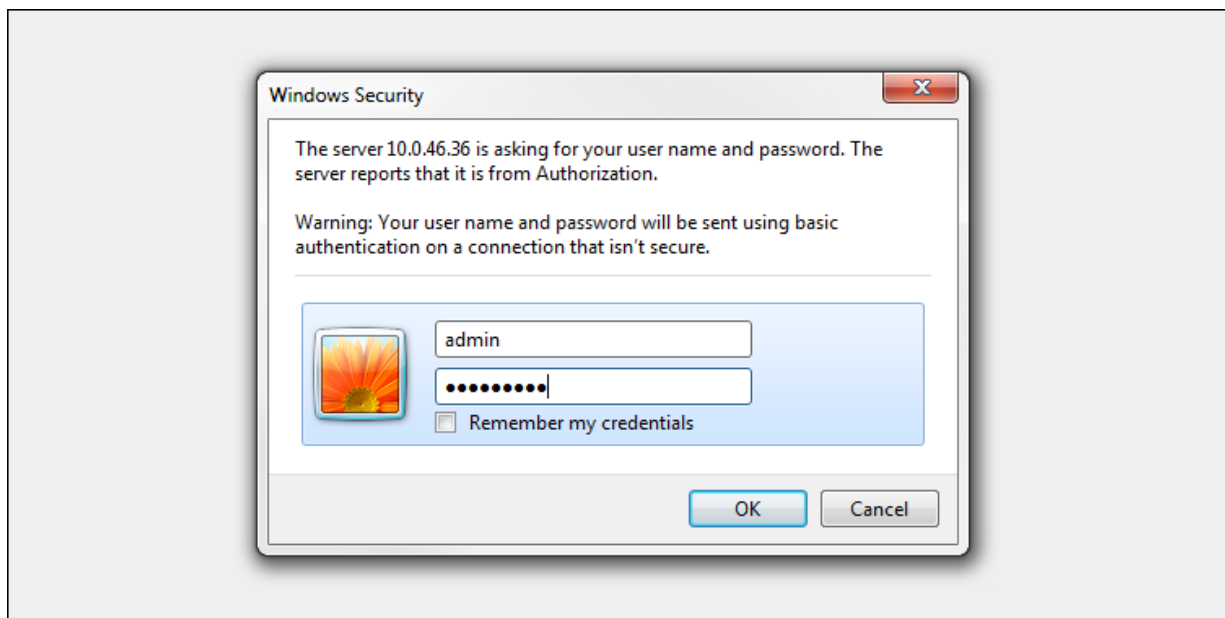 Windows Security
The server 10.0.46.36 is asking for your user name and password. The
server reports that it is from Authorization.
Warning: Your user name and password will be sent using basic
authentication on a connection that isn't secure.
admin
●●●●●●●●●
Remember my credentials
OK
Cancel